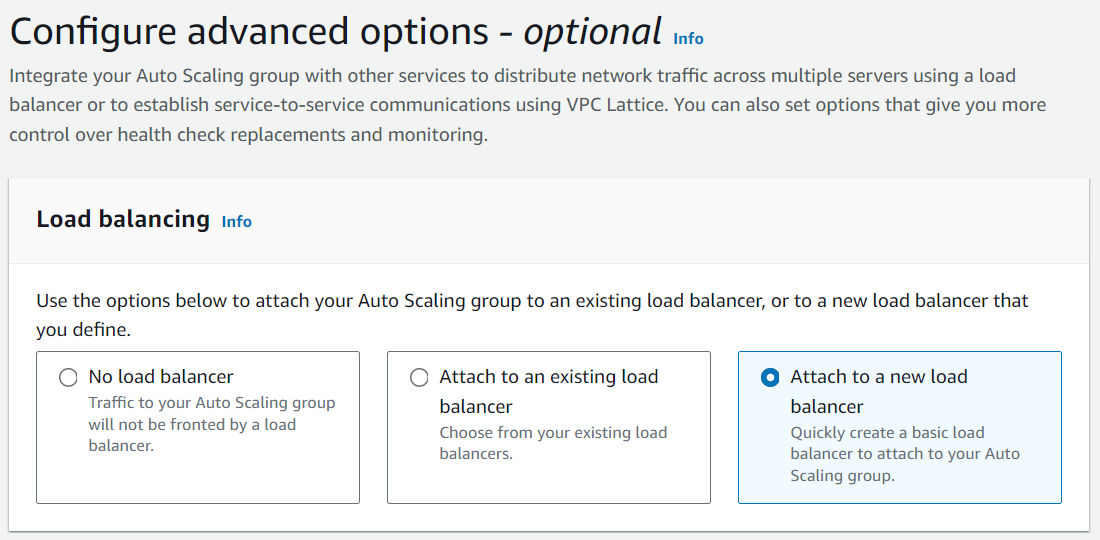 Configure advanced options - optional Info
Integrate your Auto Scaling group with other services to distribute network traffic across multiple servers using a load
balancer or to establish service-to-service communications using VPC Lattice. You can also set options that give you more
control over health check replacements and monitoring.
Load balancing Info
Use the options below to attach your Auto Scaling group to an existing load balancer, or to a new load balancer that
you define.
No load balancer
Traffic to your Auto Scaling group
will not be fronted by a load
balancer.
Attach to an existing load
balancer
Choose from your existing load
balancers.
Attach to a new load
balancer
Quickly create a basic load
balancer to attach to your Auto
Scaling group.